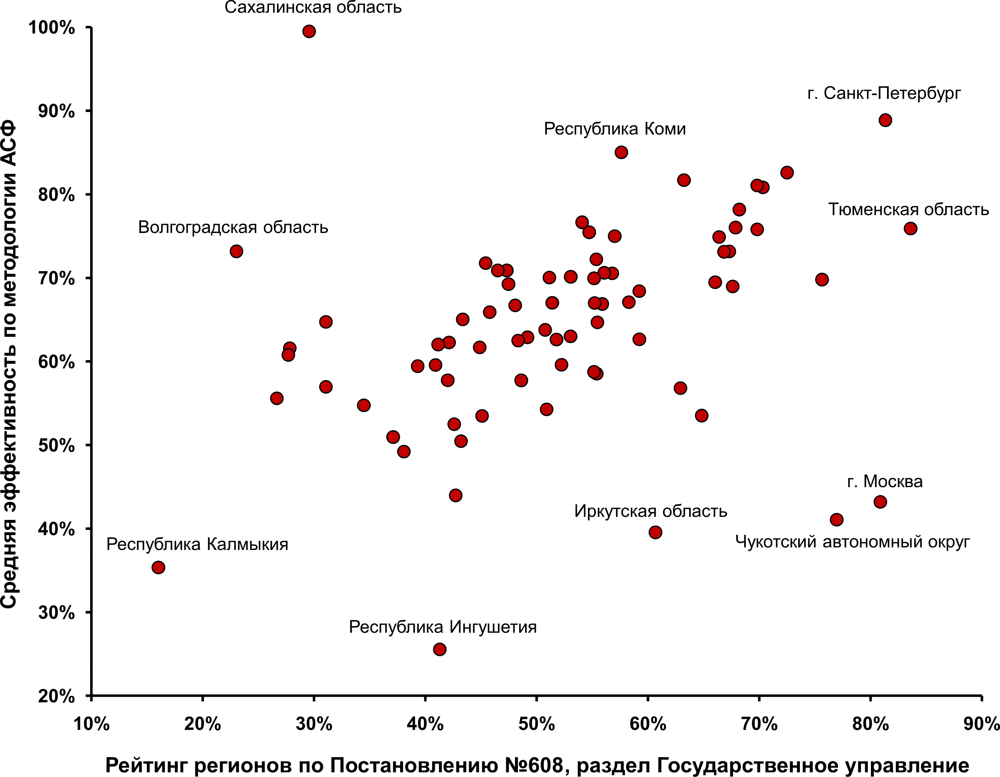 Сахалинская область
100%
г. Санкт-Петербург
90%
Республика Коми
80%
Тюменская область
Волгоградская область
70%
60%
50%
г. Москва
Иркутская область
40%
Чукотский автономный округ
Республика Калмыкия
30%
Республика Ингушетия
20%
Средняя эффективность по методологии АСФ
10% 20% 30% 40% 50% 60% 70% 80% 90%
Рейтинг регионов по Постановлению №608, раздел Государственное управление